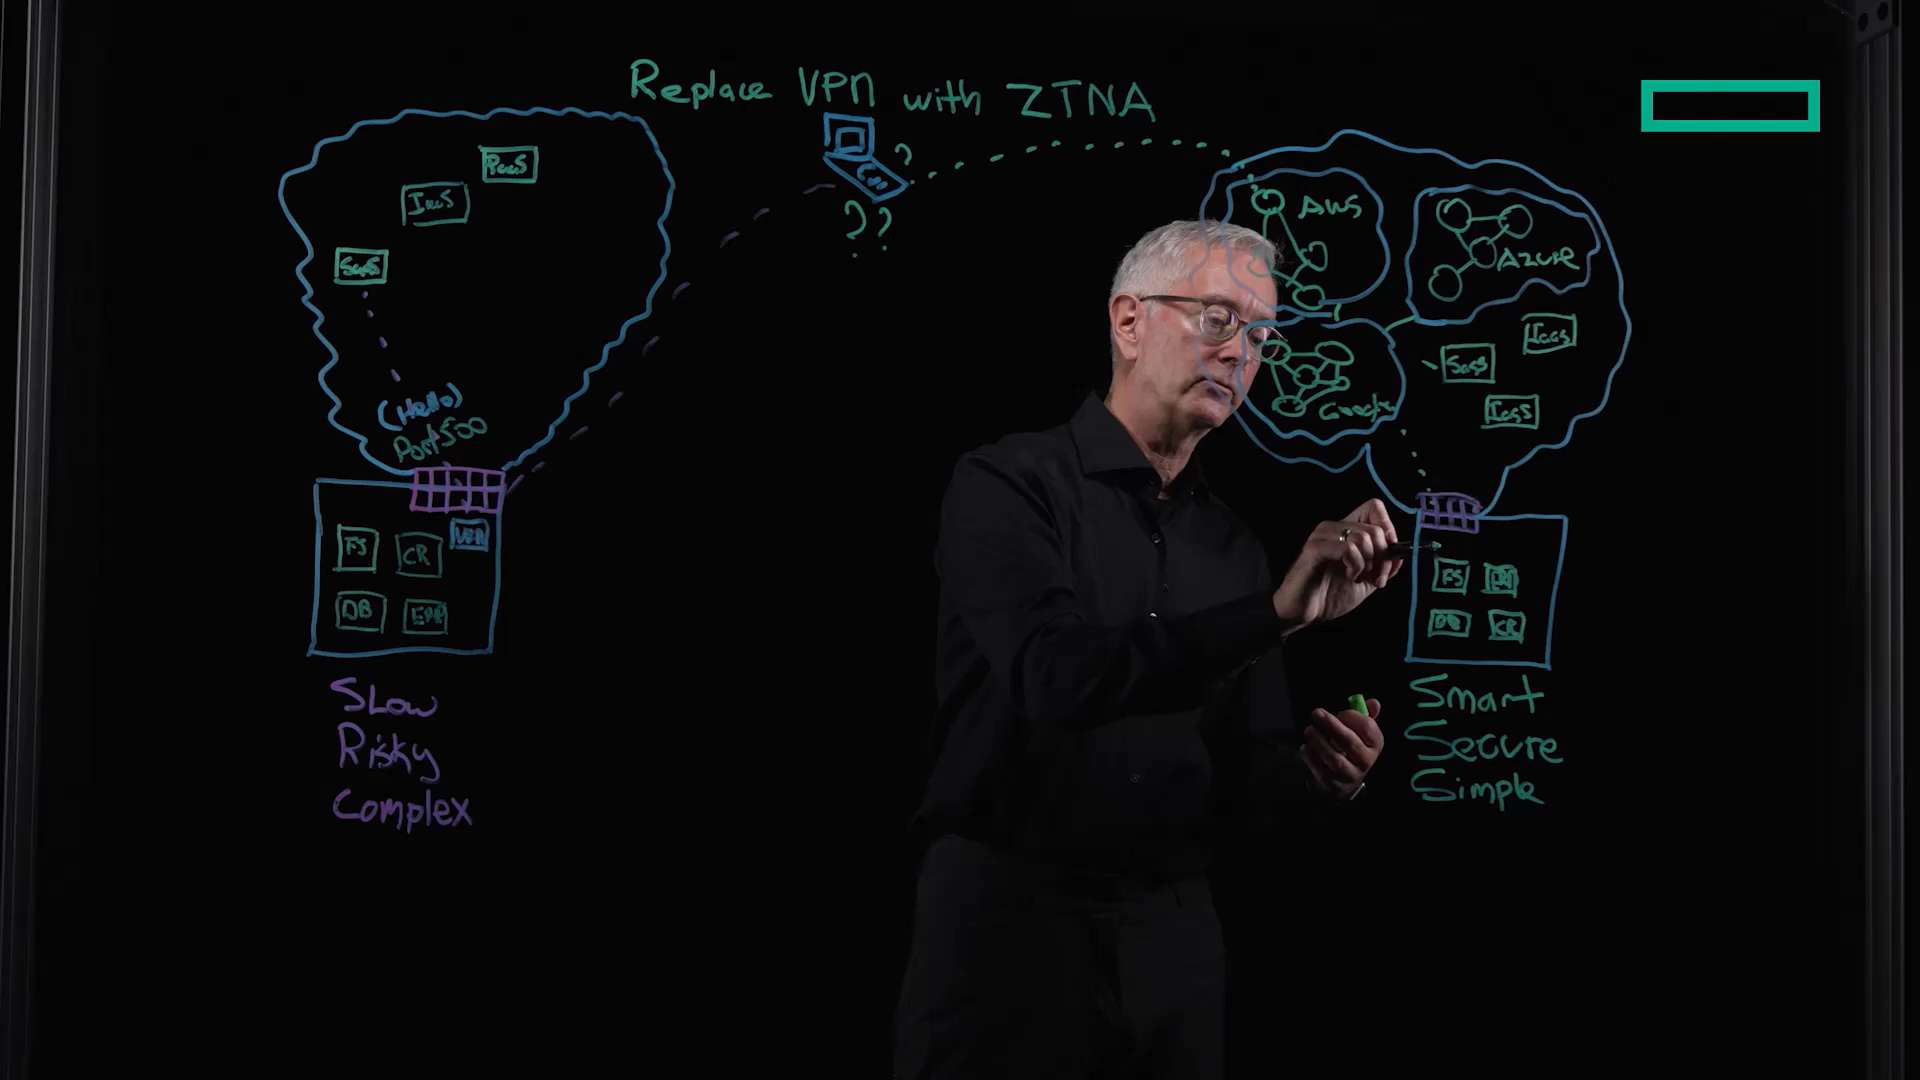 Replace VPN with ZTNA
PaaS
IaaS
SaaS
(Hello)
Port 500
VPN
FS
CR
DB
ERP
SLow
Risky
Complex
?
??
AWS
Azure
Google
IaaS
SaaS
FS
DB
CR
Smart
Secure
Simple